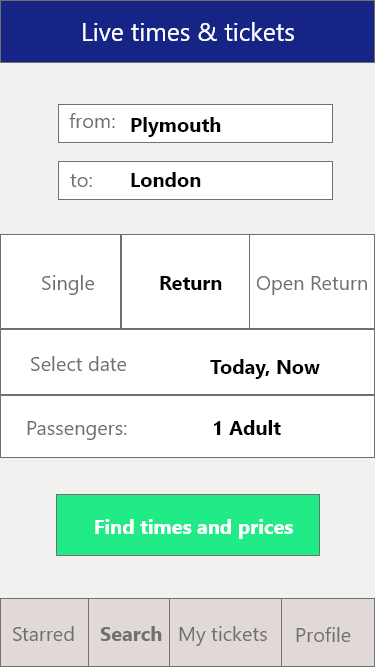 Live times & tickets
from: Plymouth
to: London
Single Return Open Return
Select date Today, Now
Passengers: 1 Adult
Find times and prices
Starred Search My tickets Profile